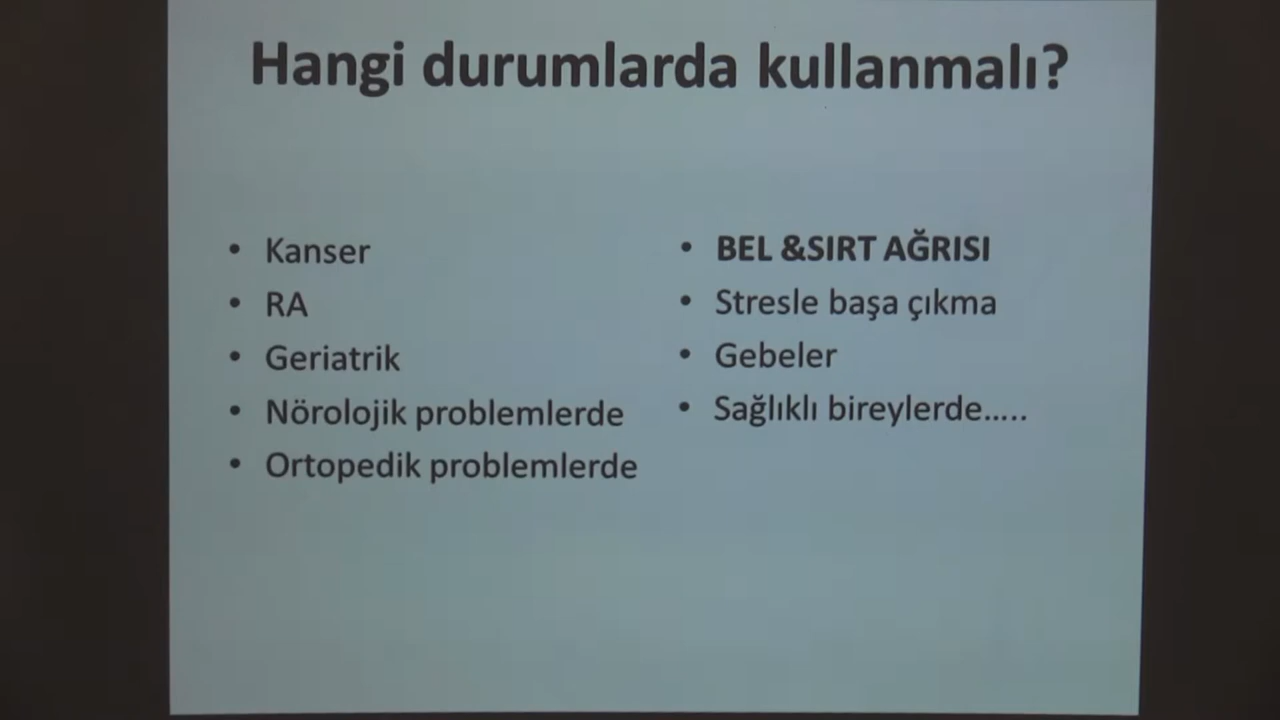 Hangi durumlarda kullanmalı?
• Kanser
• RA
• Geriatrik
• Nörolojik problemlerde
• Ortopedik problemlerde
• BEL &SIRT AĞRISI
• Stresle başa çıkma
• Gebeler
• Sağlıklı bireylerde.....